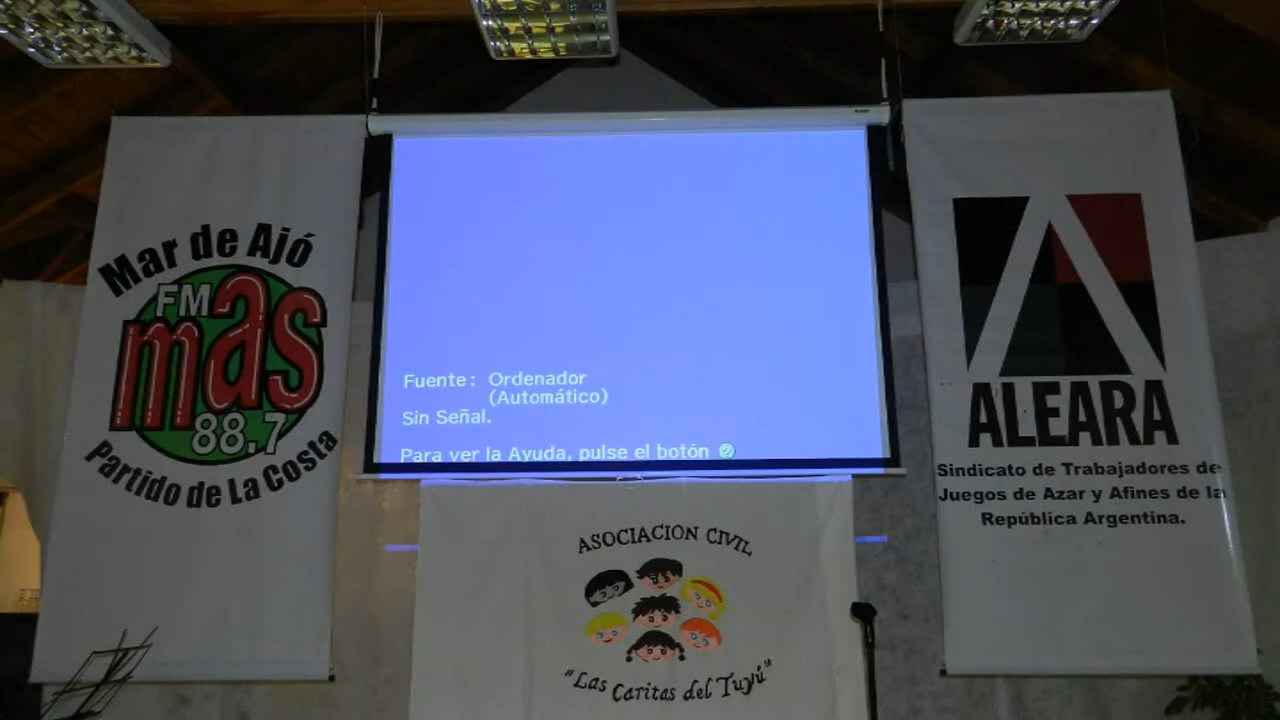 Mar de Ajó
FM
mas
88.7
Partido de La Costa
Fuente: Ordenador
(Automático)
Sin Señal.
Para ver la Ayuda, pulse el botón ?
ASOCIACION CIVIL
"Las Caritas del Tuyú"
ALEARA
Sindicato de Trabajadores de
Juegos de Azar y Afines de la
República Argentina.